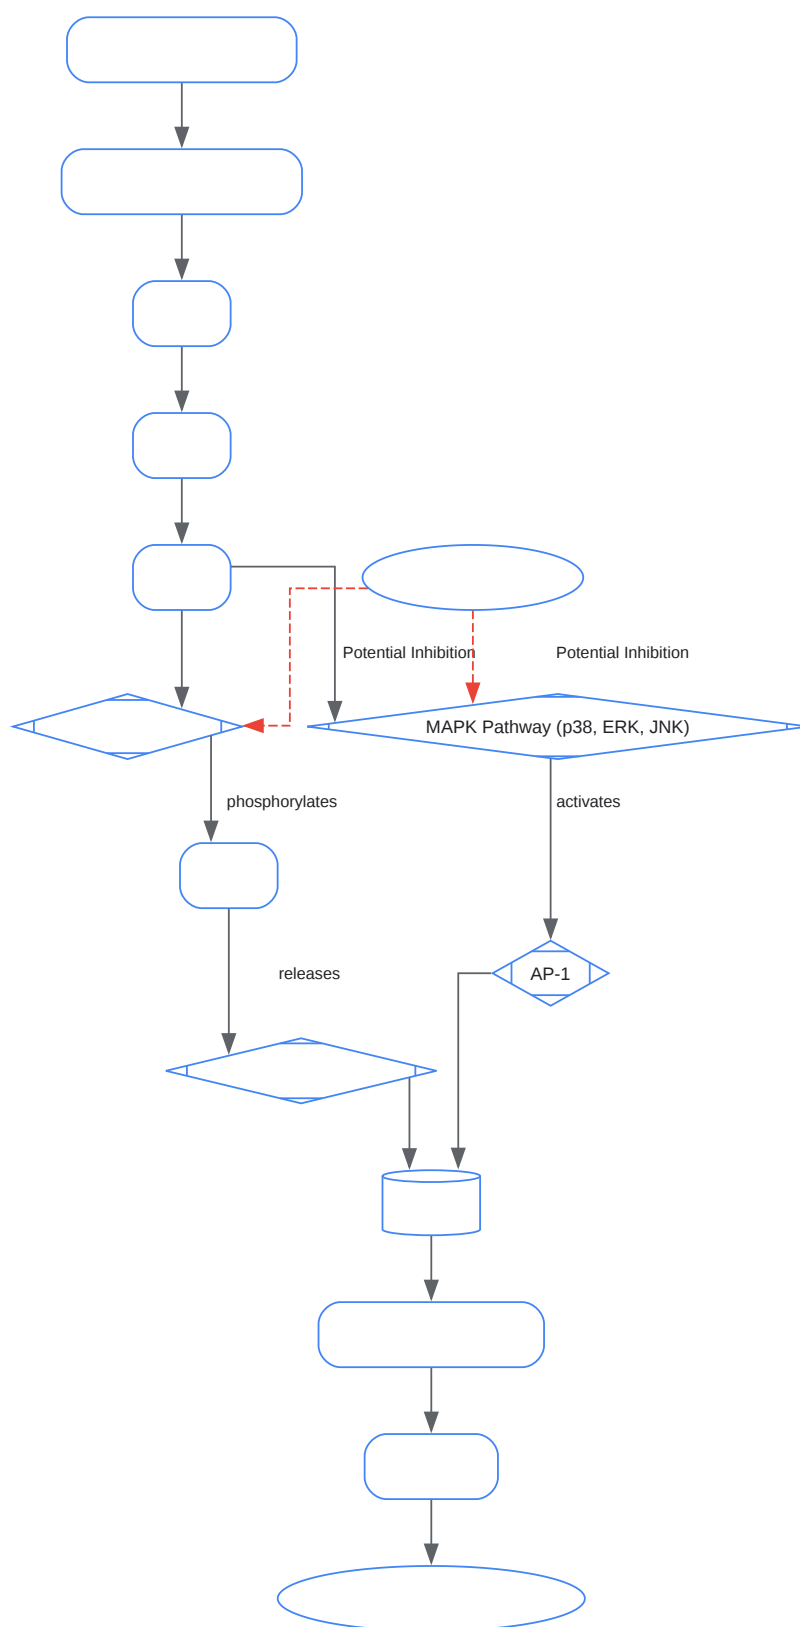 Potential Inhibition
Potential Inhibition
MAPK Pathway (p38, ERK, JNK)
phosphorylates
activates
releases
AP-1